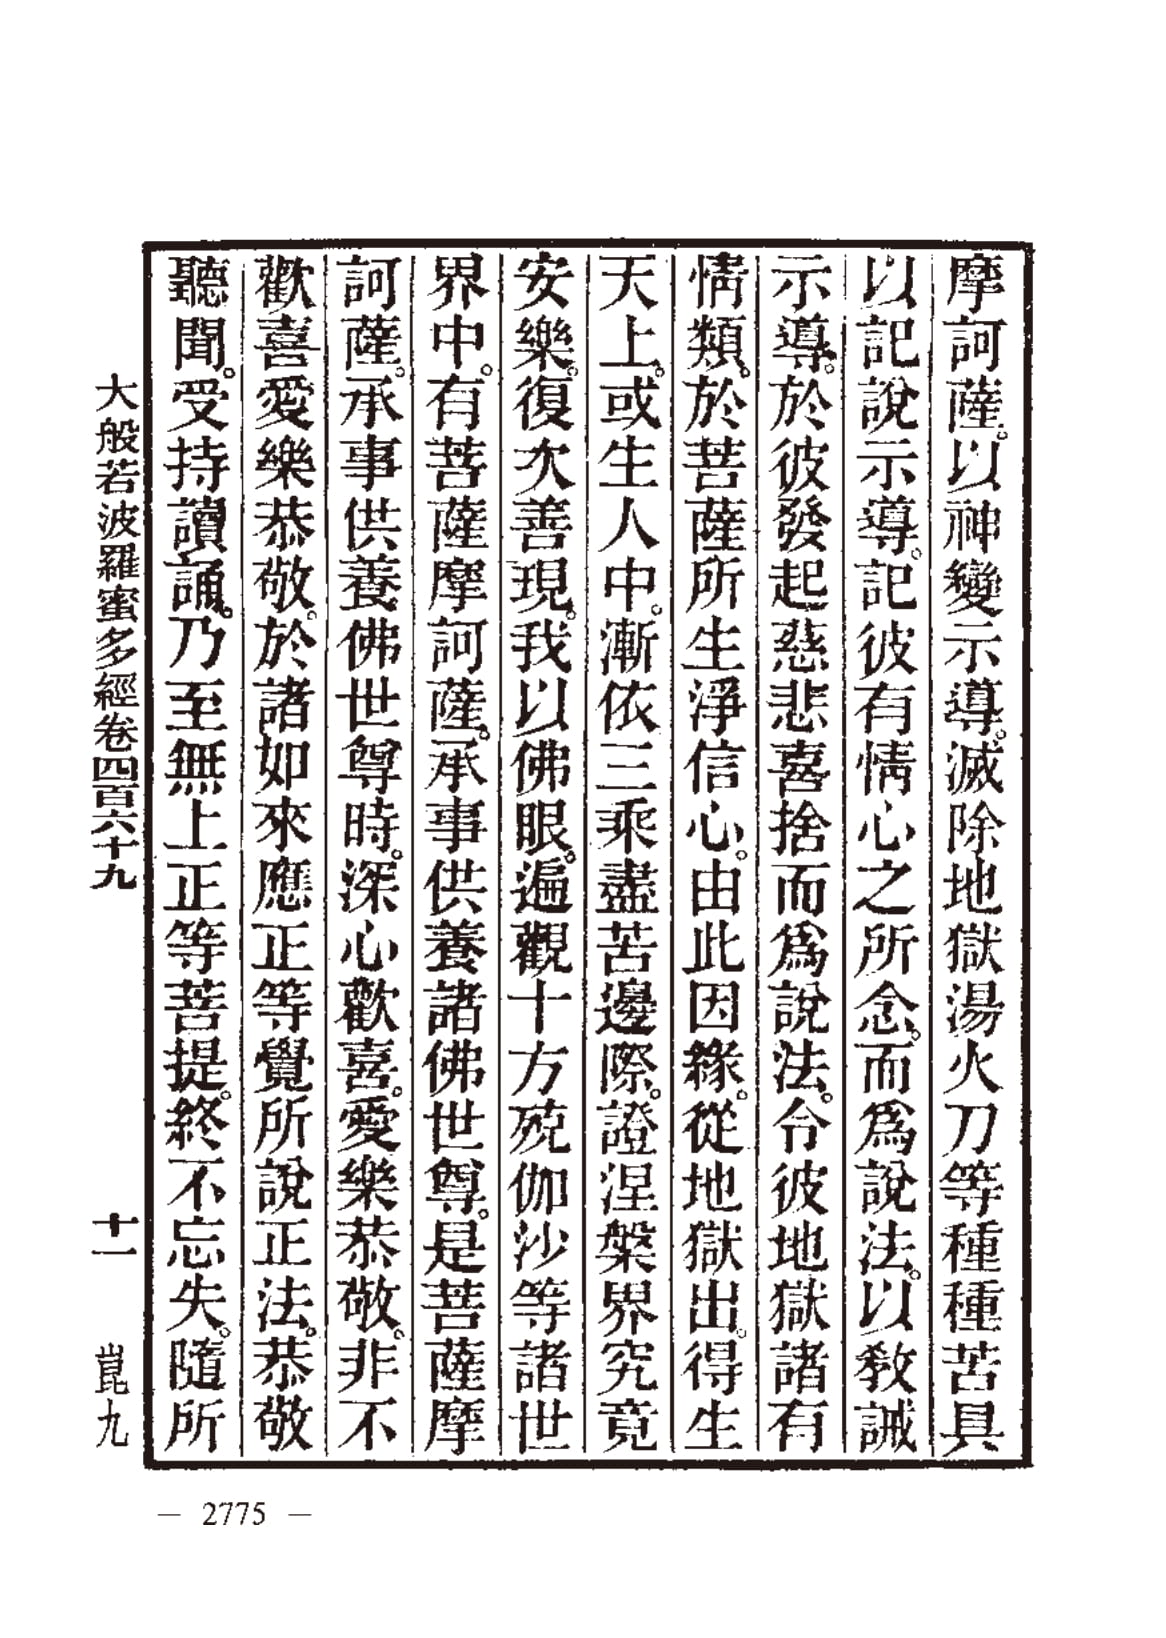 摩訶薩。以神變示導。滅除地獄湯火刀等種種苦具
以記說示導。記彼有情心之所念。而爲說法。以教誡
示導。於彼發起慈悲喜捨而爲說法。令彼地獄諸有
情類。於菩薩所生淨信心。由此因緣。從地獄出。得生
天上。或生人中。漸依三乘盡苦邊際。證涅槃界究竟
安樂。復次善現。我以佛眼。遍觀十方殑伽沙等諸世
界中。有菩薩摩訶薩。承事供養諸佛世尊。是菩薩摩
訶薩。承事供養佛世尊時。深心歡喜。愛樂恭敬。非不
歡喜愛樂恭敬。於諸如來應正等覺所說正法。恭敬
聽聞。受持讀誦。乃至無上正等菩提。終不忘失。隨所
大般若波羅蜜多經卷四百六十九 十一 崑九
— 2775 —